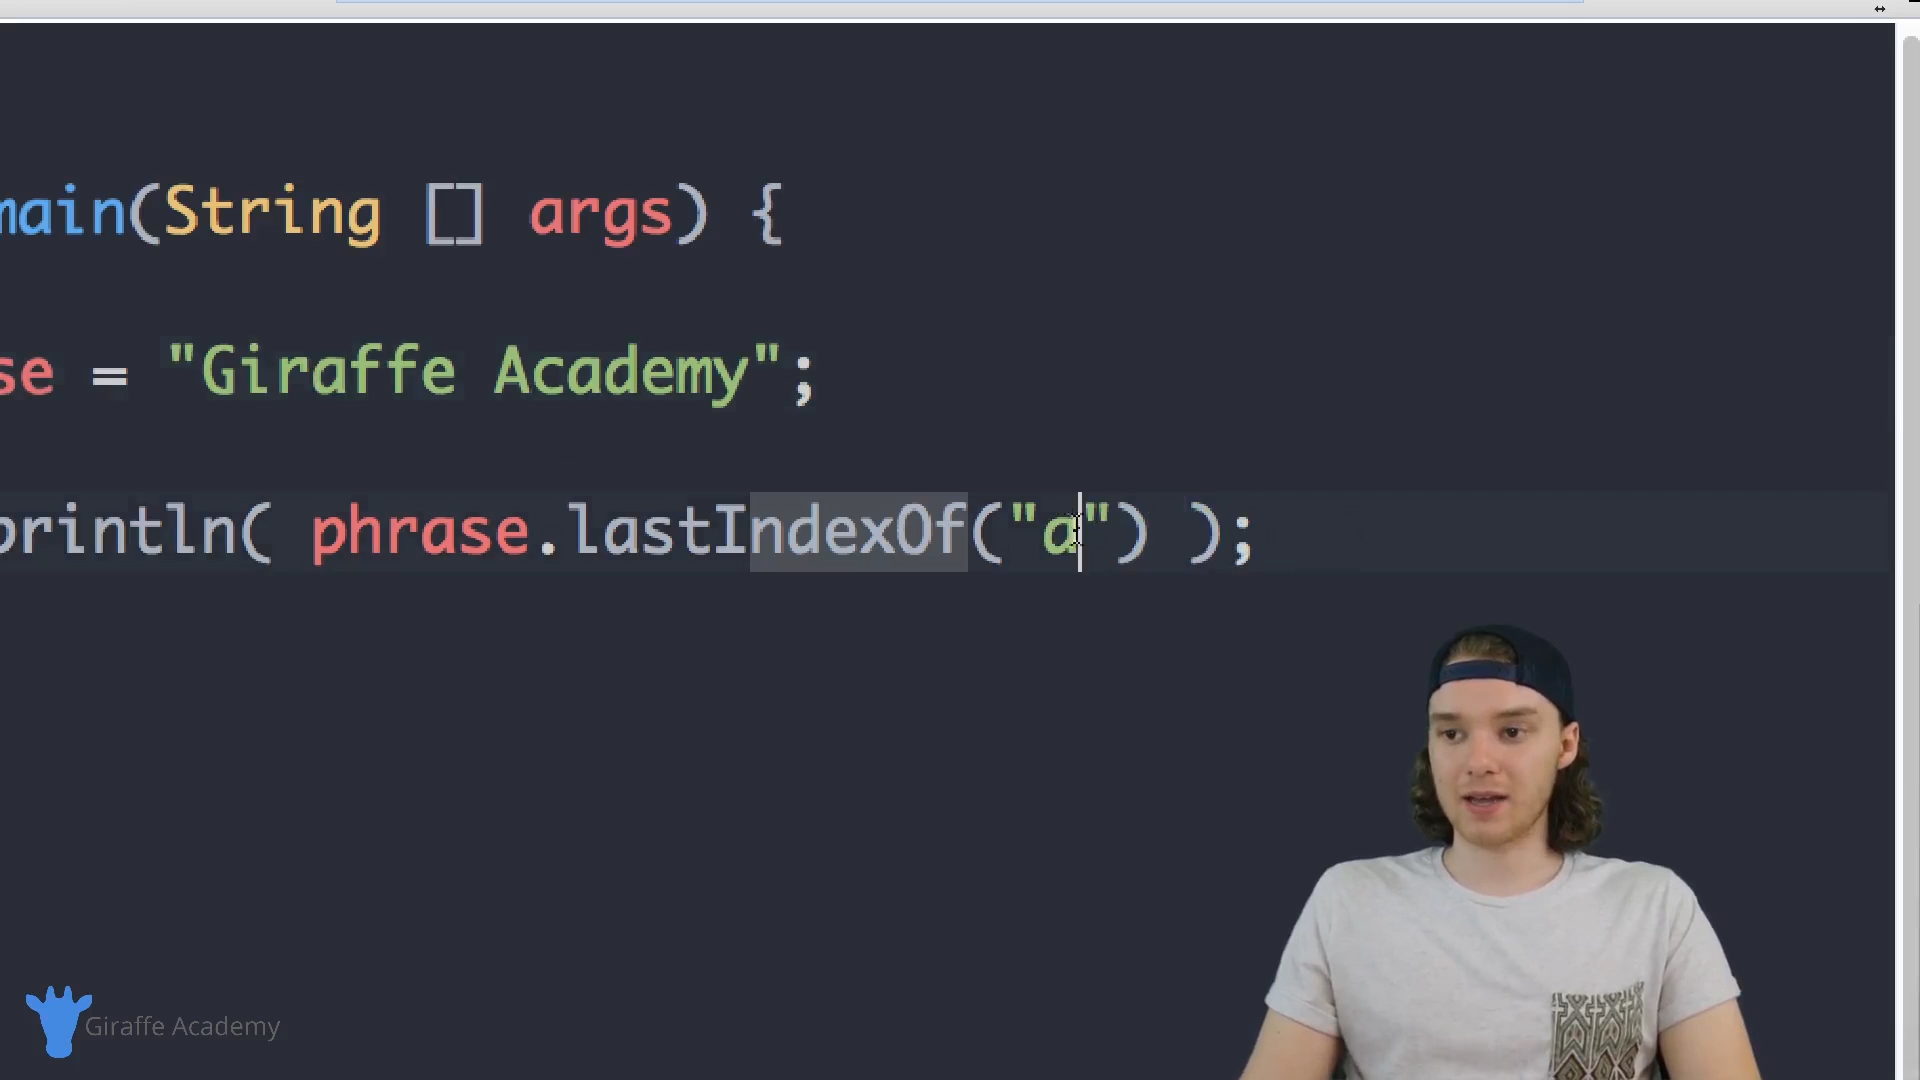 main(String [] args) {
se = "Giraffe Academy";
println( phrase.lastIndexOf("a") );
Giraffe Academy